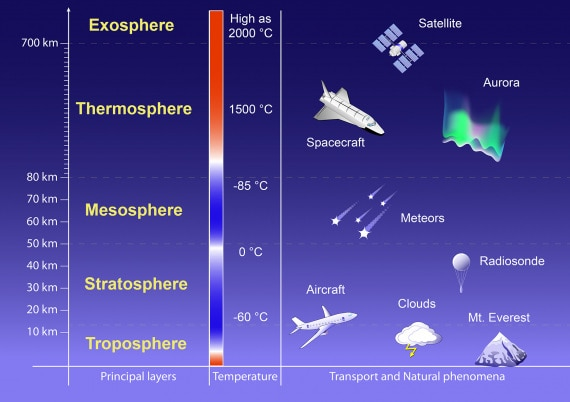 Exosphere
700 km
Thermosphere
80 km
70 km
Mesosphere
60 km
50 km
40 km
Stratosphere
30 km
20 km
10 km
Troposphere
Principal layers
High as
2000 °C
1500 °C
-85 °C
0 °C
-60 °C
Temperature
Satellite
Aurora
Spacecraft
Meteors
Radiosonde
Aircraft
Clouds
Mt. Everest
Transport and Natural phenomena